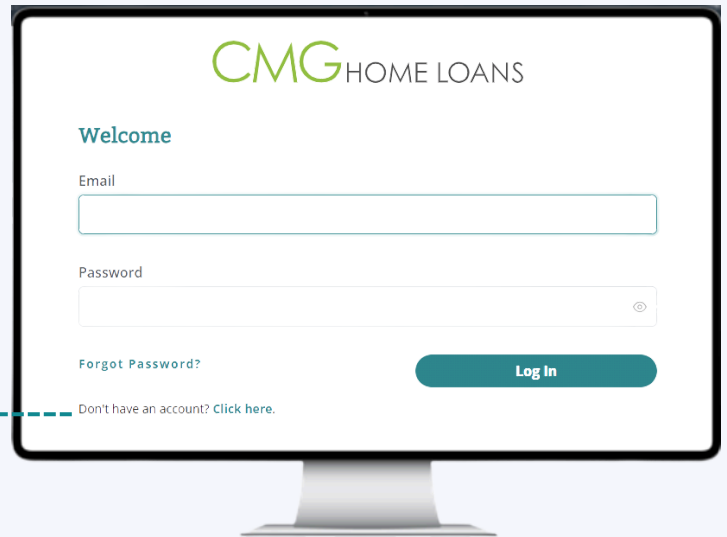 CMG HOME LOANS
Welcome
Email
Password
Forgot Password?
Log In
Don't have an account? Click here.